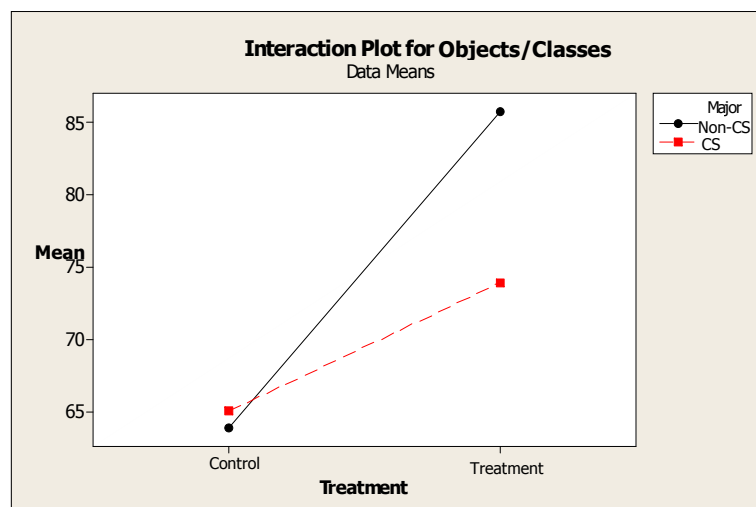 Interaction Plot for Objects/Classes
Data Means
Major
Non-CS
CS
85
80
Mean
75
70
65
Control
Treatment
Treatment